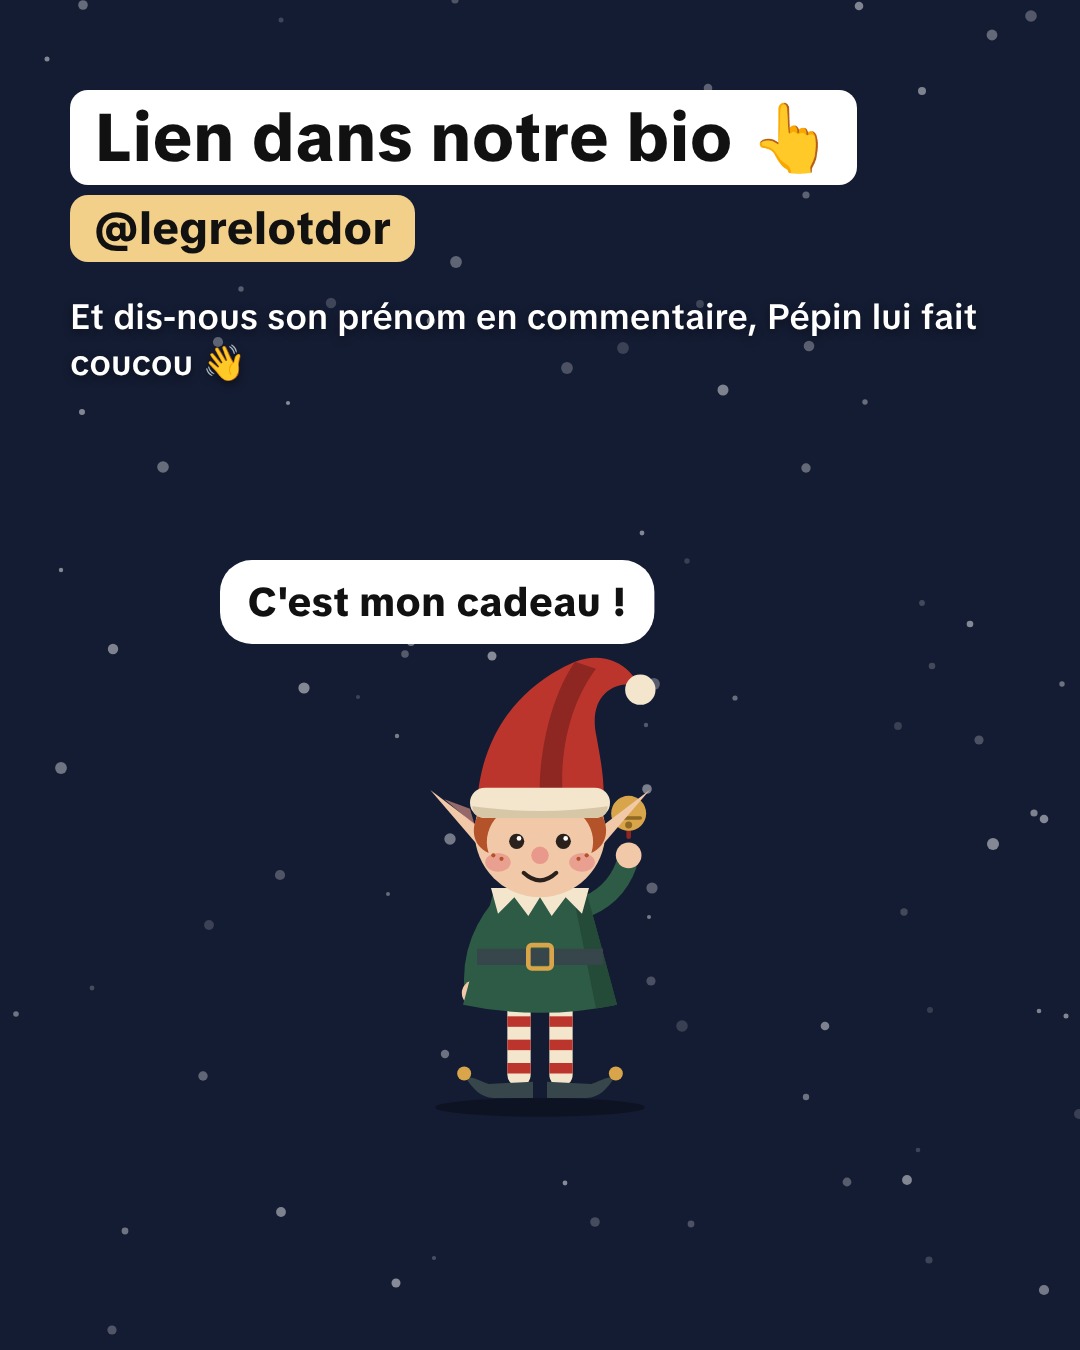 Lien dans notre bio 👆
@legrelotdor
Et dis-nous son prénom en commentaire, Pépin lui fait
coucou 👋
C'est mon cadeau !